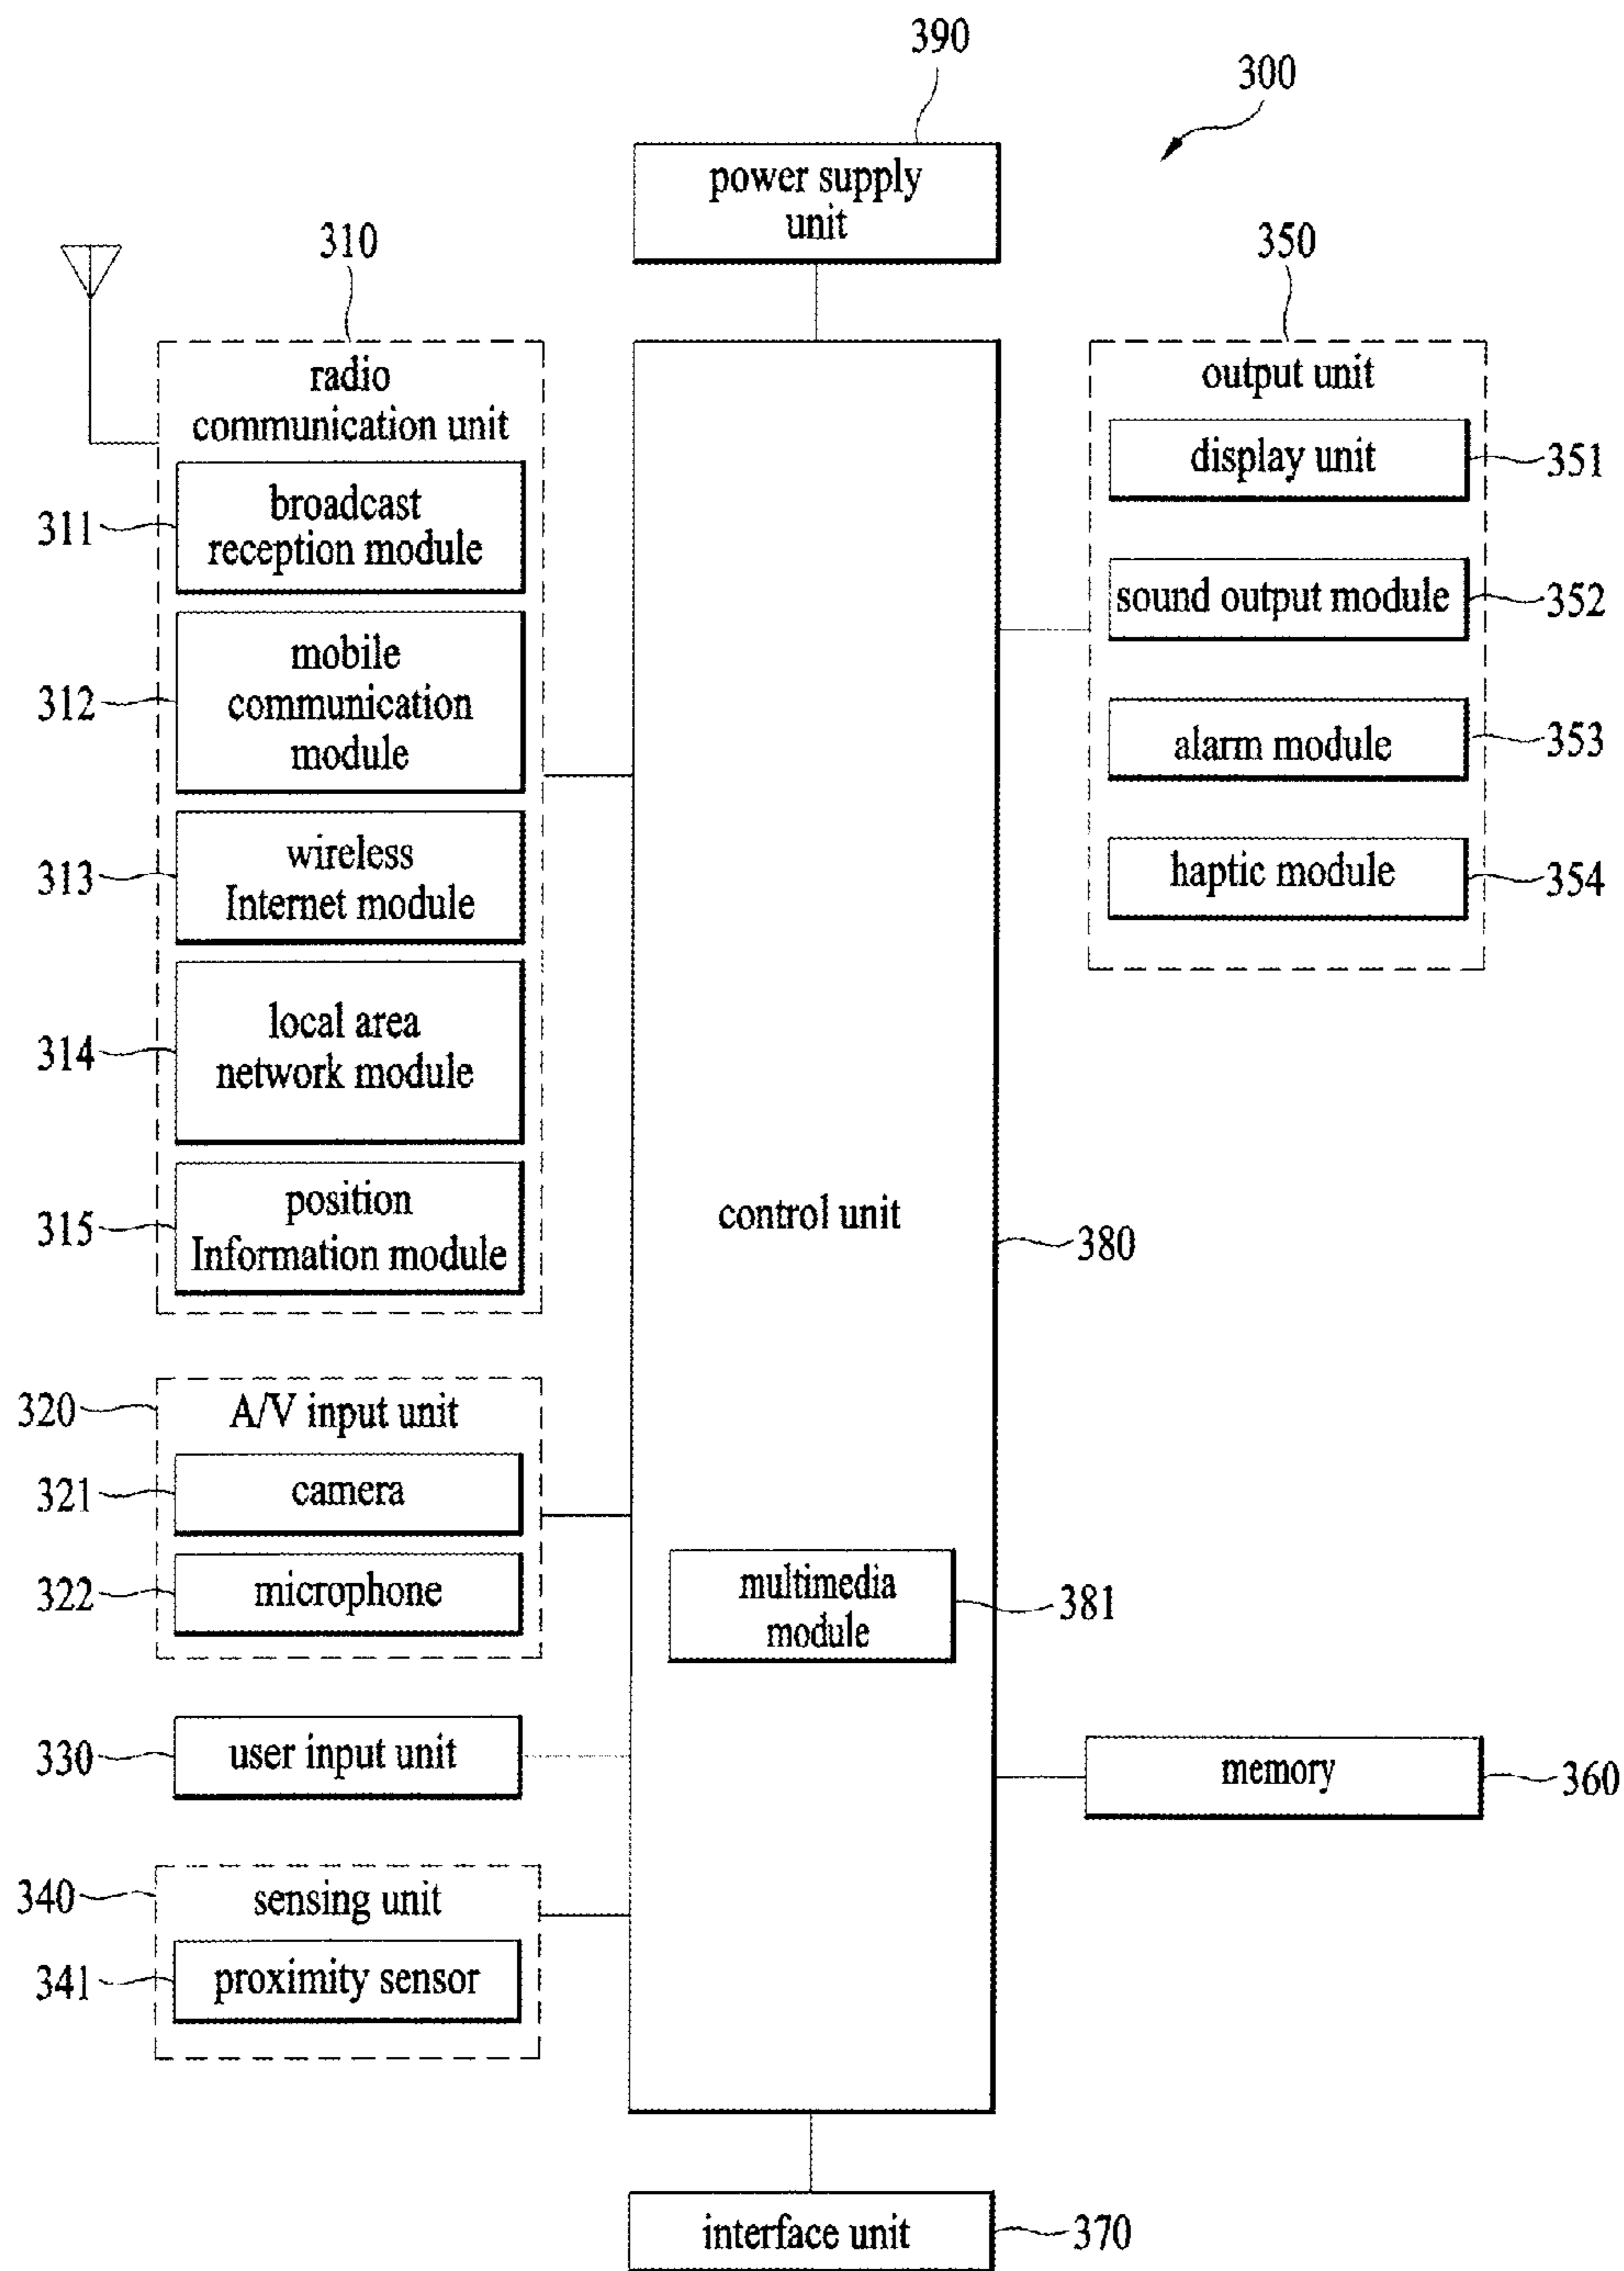 390
300
power supply
unit
310
350
radio
communication unit
311
broadcast
reception module
312
mobile
communication
module
313
wireless
Internet module
314
local area
network module
315
position
Information module
320
A/V input unit
321
camera
322
microphone
330
user input unit
340
sensing unit
341
proximity sensor
control unit
380
multimedia
module
381
output unit
display unit
351
sound output module
352
alarm module
353
haptic module
354
memory
360
interface unit
370